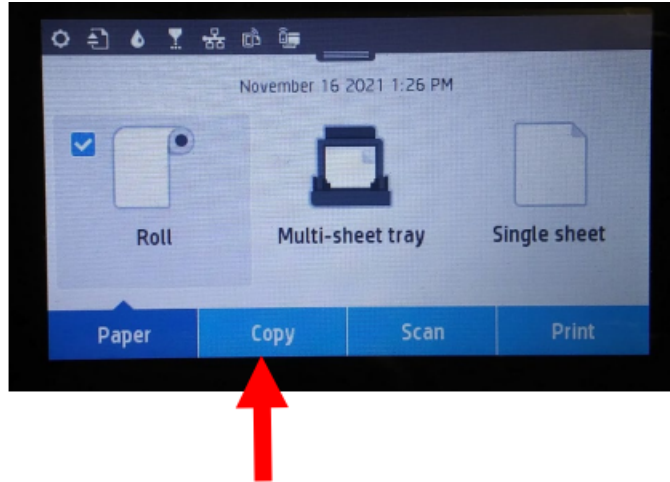 November 16 2021 1:26 PM
Roll
Multi-sheet tray
Single sheet
Paper
Copy
Scan
Print